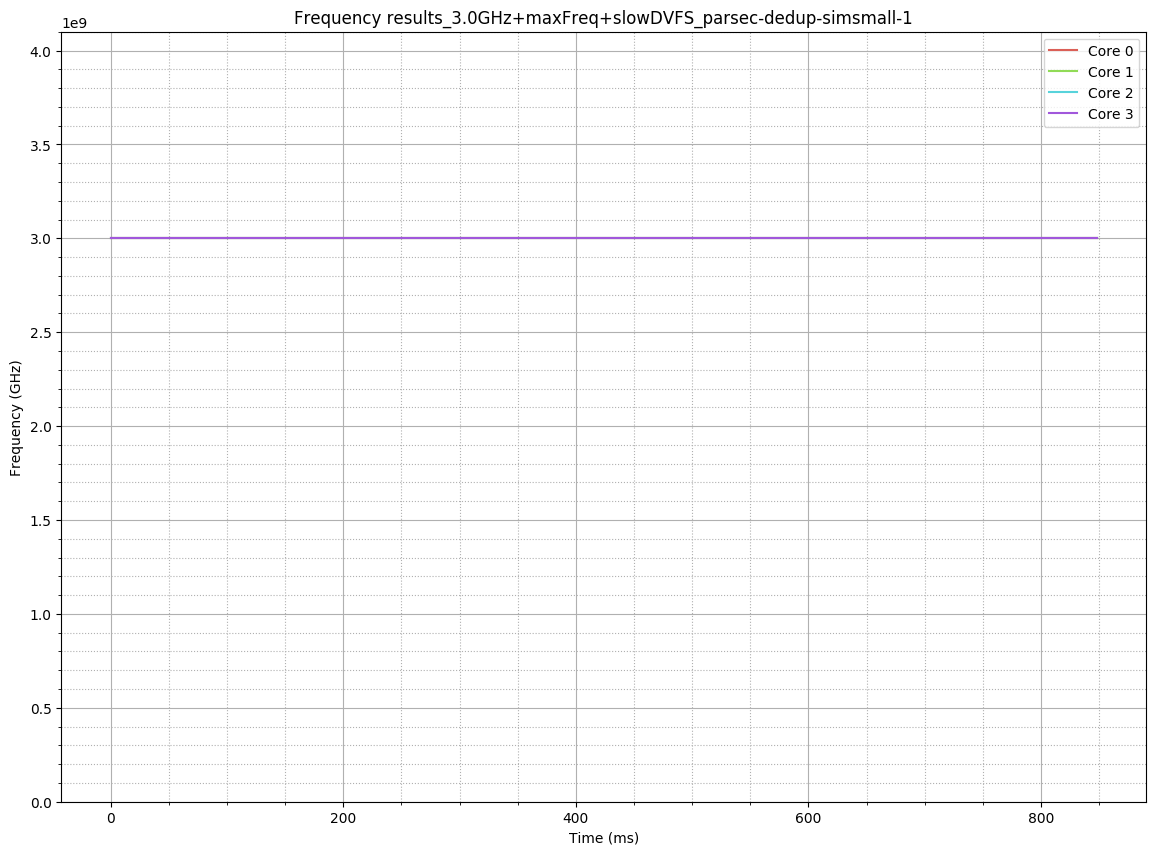 Frequency results_3.0GHz+maxFreq+slowDVFS_parsec-dedup-simsmall-1
1e9
4.0
3.5
3.0
2.5
2.0
1.5
1.0
0.5
0.0
Frequency (GHz)
Core 0
Core 1
Core 2
Core 3
0 200 400 600 800
Time (ms)